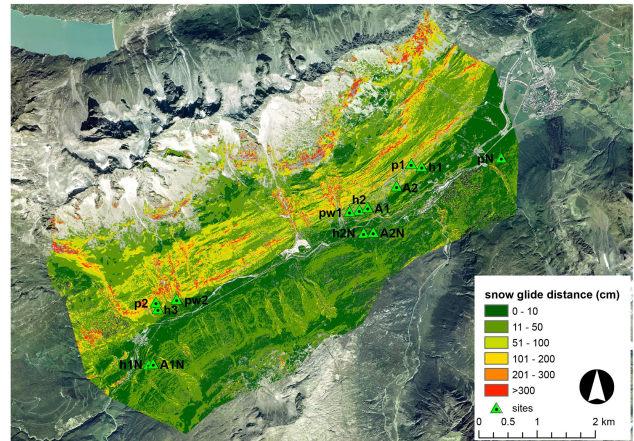 p1
h1
pN
A2
h2
pw1
A1
h2N
A2N
p2
pw2
h3
h1N
A1N
snow glide distance (cm)
0 - 10
11 - 50
51 - 100
101 - 200
201 - 300
>300
sites
0 0.5 1 2 km